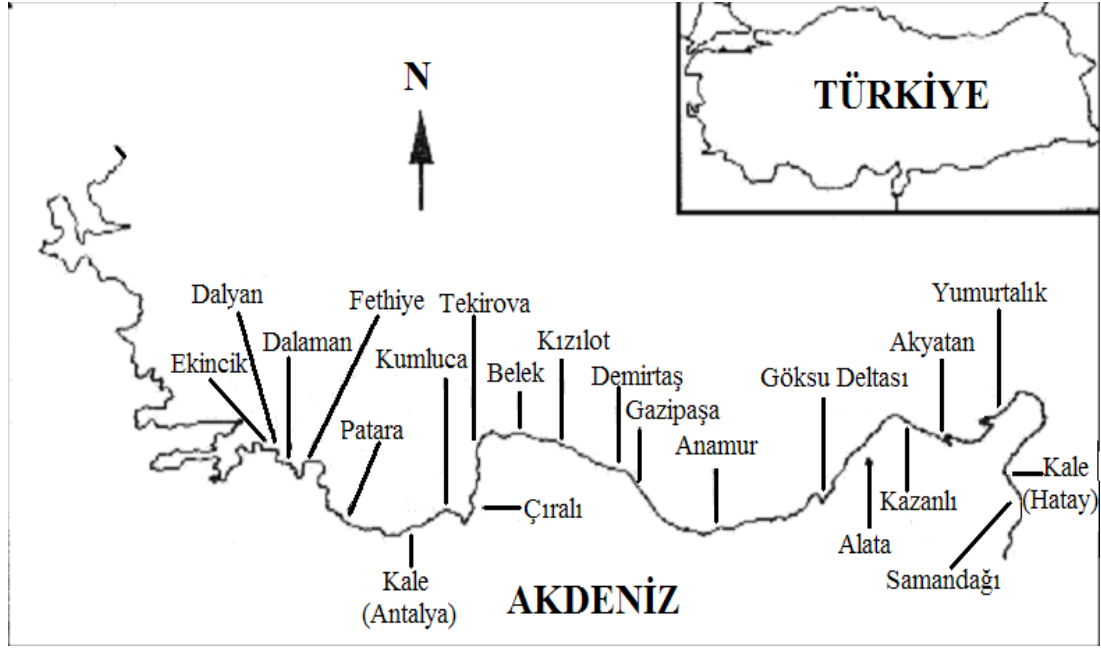 N
TÜRKİYE
Dalyan
Fethiye
Tekirova
Yumurtalık
Ekincik
Dalaman
Kumluca
Kızılot
Akyatan
Belek
Demirtaş
Göksu Deltası
Gazipaşa
Patara
Anamur
Kale
(Hatay)
Çıralı
Kazanlı
Alata
Samandağı
Kale
(Antalya)
AKDENİZ